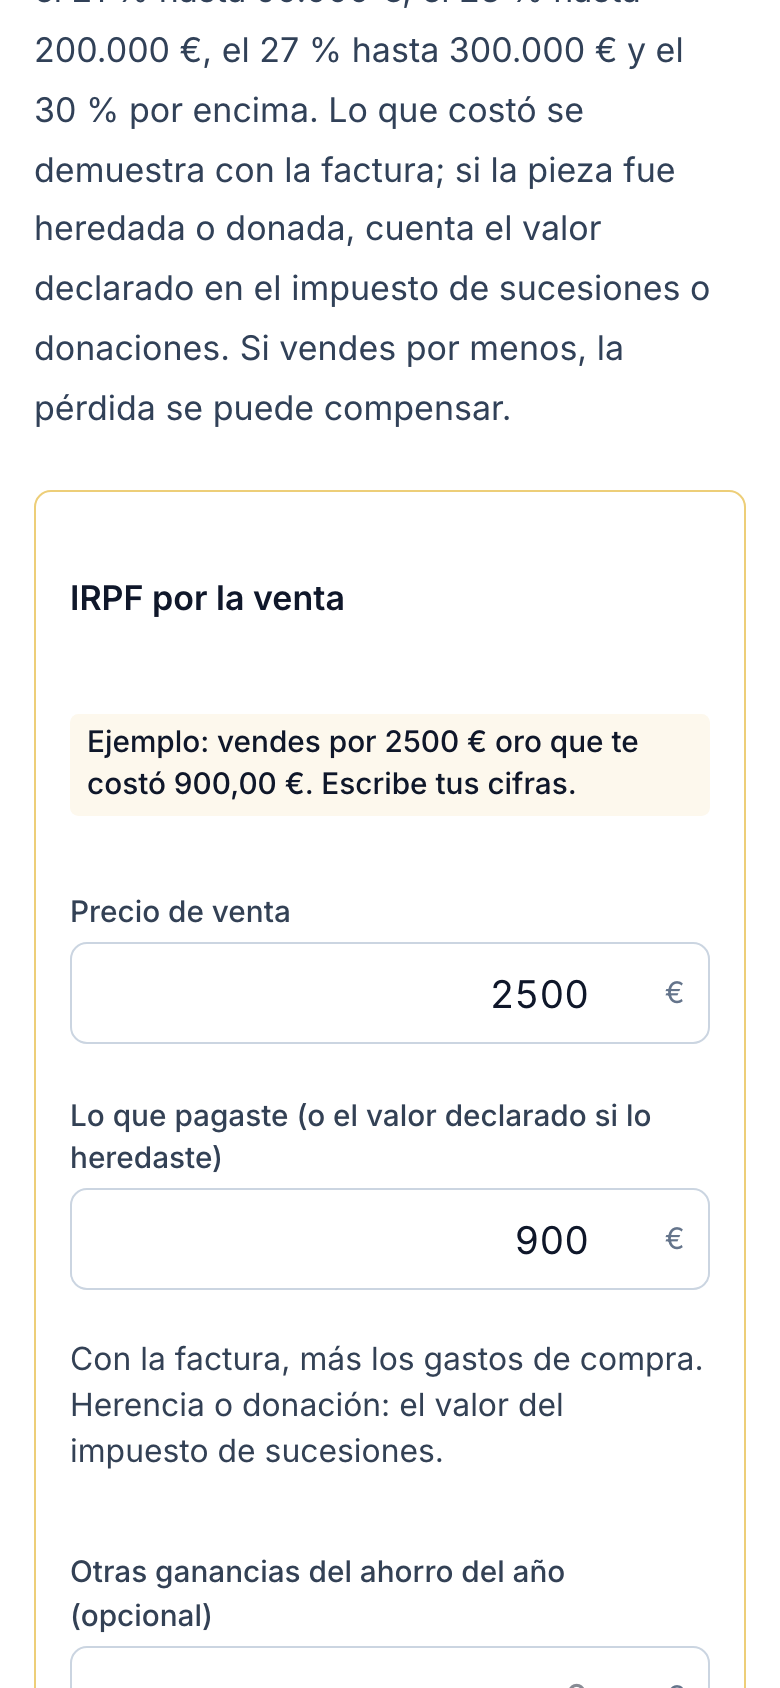 200.000 €, el 27 % hasta 300.000 € y el
30 % por encima. Lo que costó se
demuestra con la factura; si la pieza fue
heredada o donada, cuenta el valor
declarado en el impuesto de sucesiones o
donaciones. Si vendes por menos, la
pérdida se puede compensar.
IRPF por la venta
Ejemplo: vendes por 2500 € oro que te
costó 900,00 €. Escribe tus cifras.
Precio de venta
2500 €
Lo que pagaste (o el valor declarado si lo
heredaste)
900 €
Con la factura, más los gastos de compra.
Herencia o donación: el valor del
impuesto de sucesiones.
Otras ganancias del ahorro del año
(opcional)